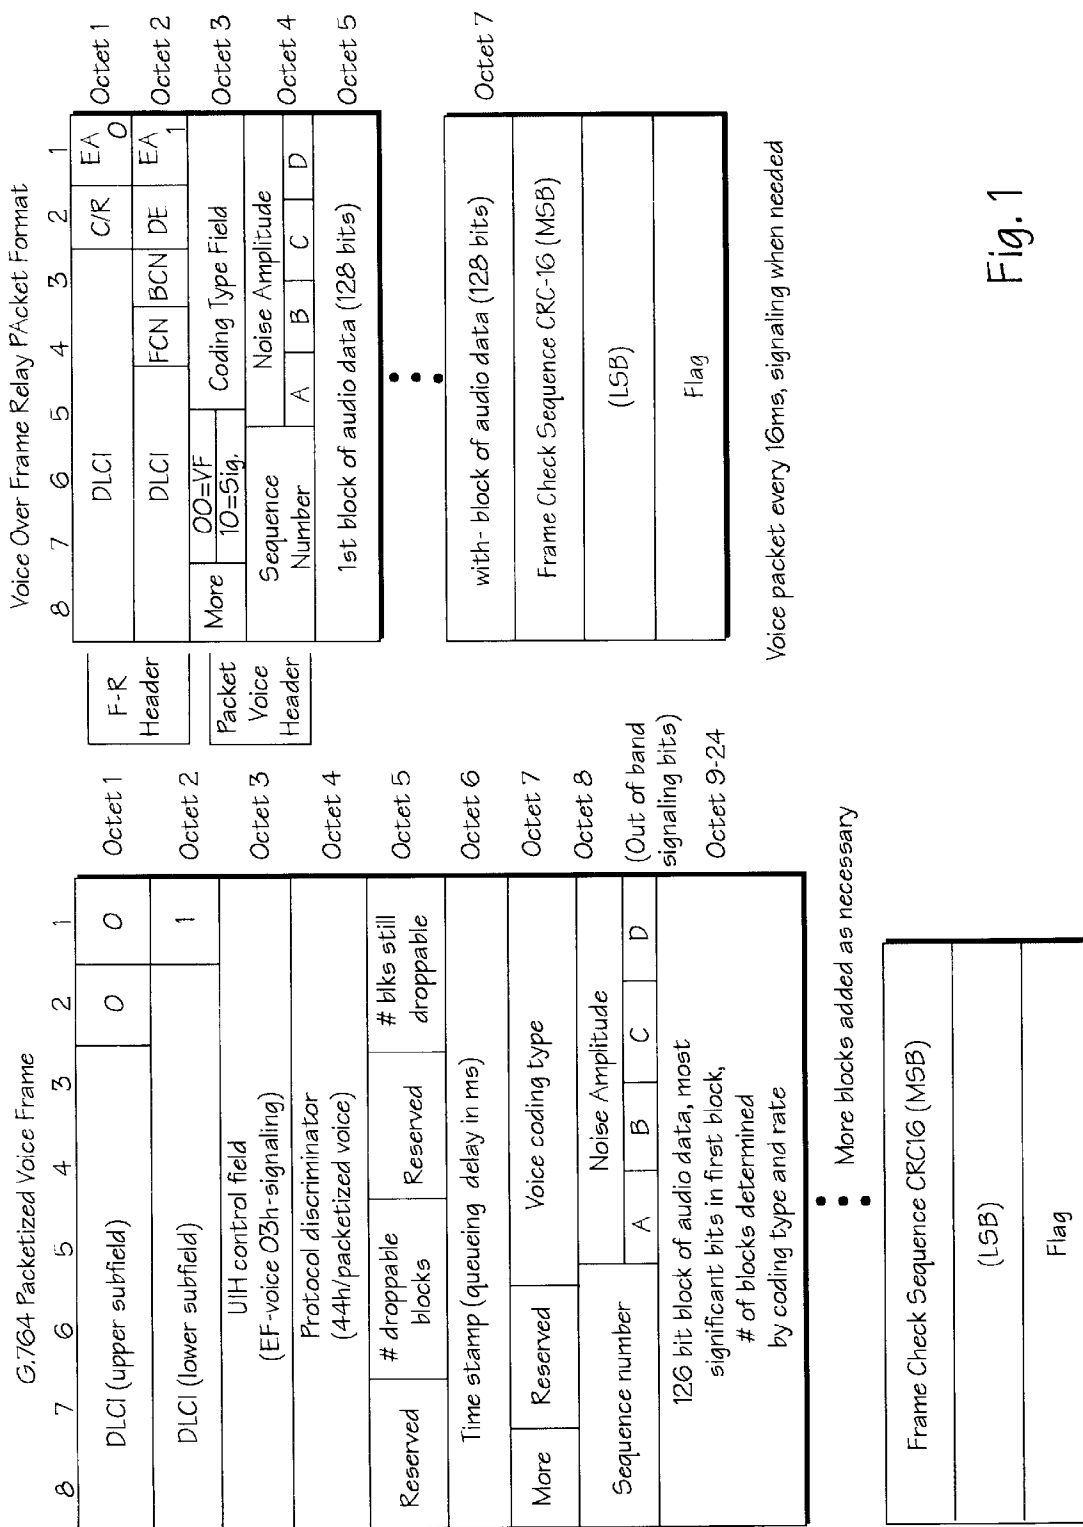 G.764 Packetized Voice Frame
8 7 6 5 4 3 2 1
DLCI (upper subfield) 0 0 Octet 1
DLCI (lower subfield) 1 Octet 2
UIH control field
(EF-voice 03h-signaling)
Octet 3
Protocol discriminator
(44h/packetized voice)
Octet 4
Reserved
# droppable
blocks
Reserved
# blks still
droppable
Octet 5
Time stamp (queueing delay in ms) Octet 6
More Reserved Voice coding type Octet 7
Sequence number
Noise Amplitude
A B C D
Octet 8
(Out of band
signaling bits)
126 bit block of audio data, most
significant bits in first block,
# of blocks determined
by coding type and rate
Octet 9-24
More blocks added as necessary
Frame Check Sequence CRC16 (MSB)
(LSB)
Flag
Voice Over Frame Relay PAcket Format
8 7 6 5 4 3 2 1
F-R
Header
DLCI C/R EA
0
Octet 1
DLCI FCN BCN DE EA
1
Octet 2
Packet
Voice
Header
More
00=VF
10=Sig.
Coding Type Field
Octet 3
Sequence
Number
Noise Amplitude
A B C D
Octet 4
1st block of audio data (128 bits) Octet 5
with- block of audio data (128 bits) Octet 7
Frame Check Sequence CRC-16 (MSB)
(LSB)
Flag
Voice packet every 16ms, signaling when needed
Fig. 1